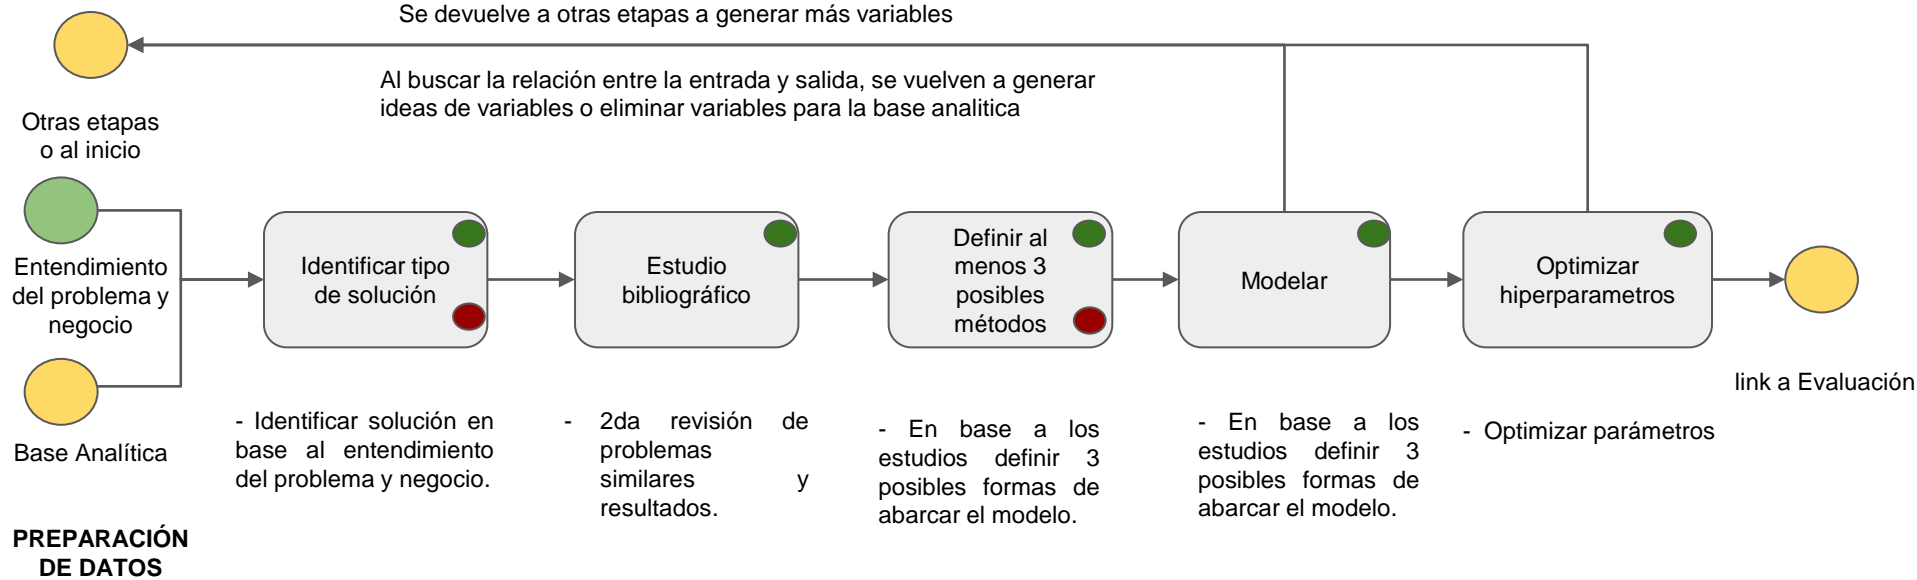 Se devuelve a otras etapas a generar más variables
Al buscar la relación entre la entrada y salida, se vuelven a generar
ideas de variables o eliminar variables para la base analitica
Otras etapas
o al inicio
Entendimiento
del problema y
negocio
Base Analítica
PREPARACIÓN
DE DATOS
Identificar tipo
de solución
Estudio
bibliográfico
Definir al
menos 3
posibles
métodos
Modelar
Optimizar
hiperparametros
link a Evaluación
- Identificar solución en
base al entendimiento
del problema y negocio.
- 2da revisión de
problemas
similares y
resultados.
- En base a los
estudios definir 3
posibles formas de
abarcar el modelo.
- En base a los
estudios definir 3
posibles formas de
abarcar el modelo.
- Optimizar parámetros